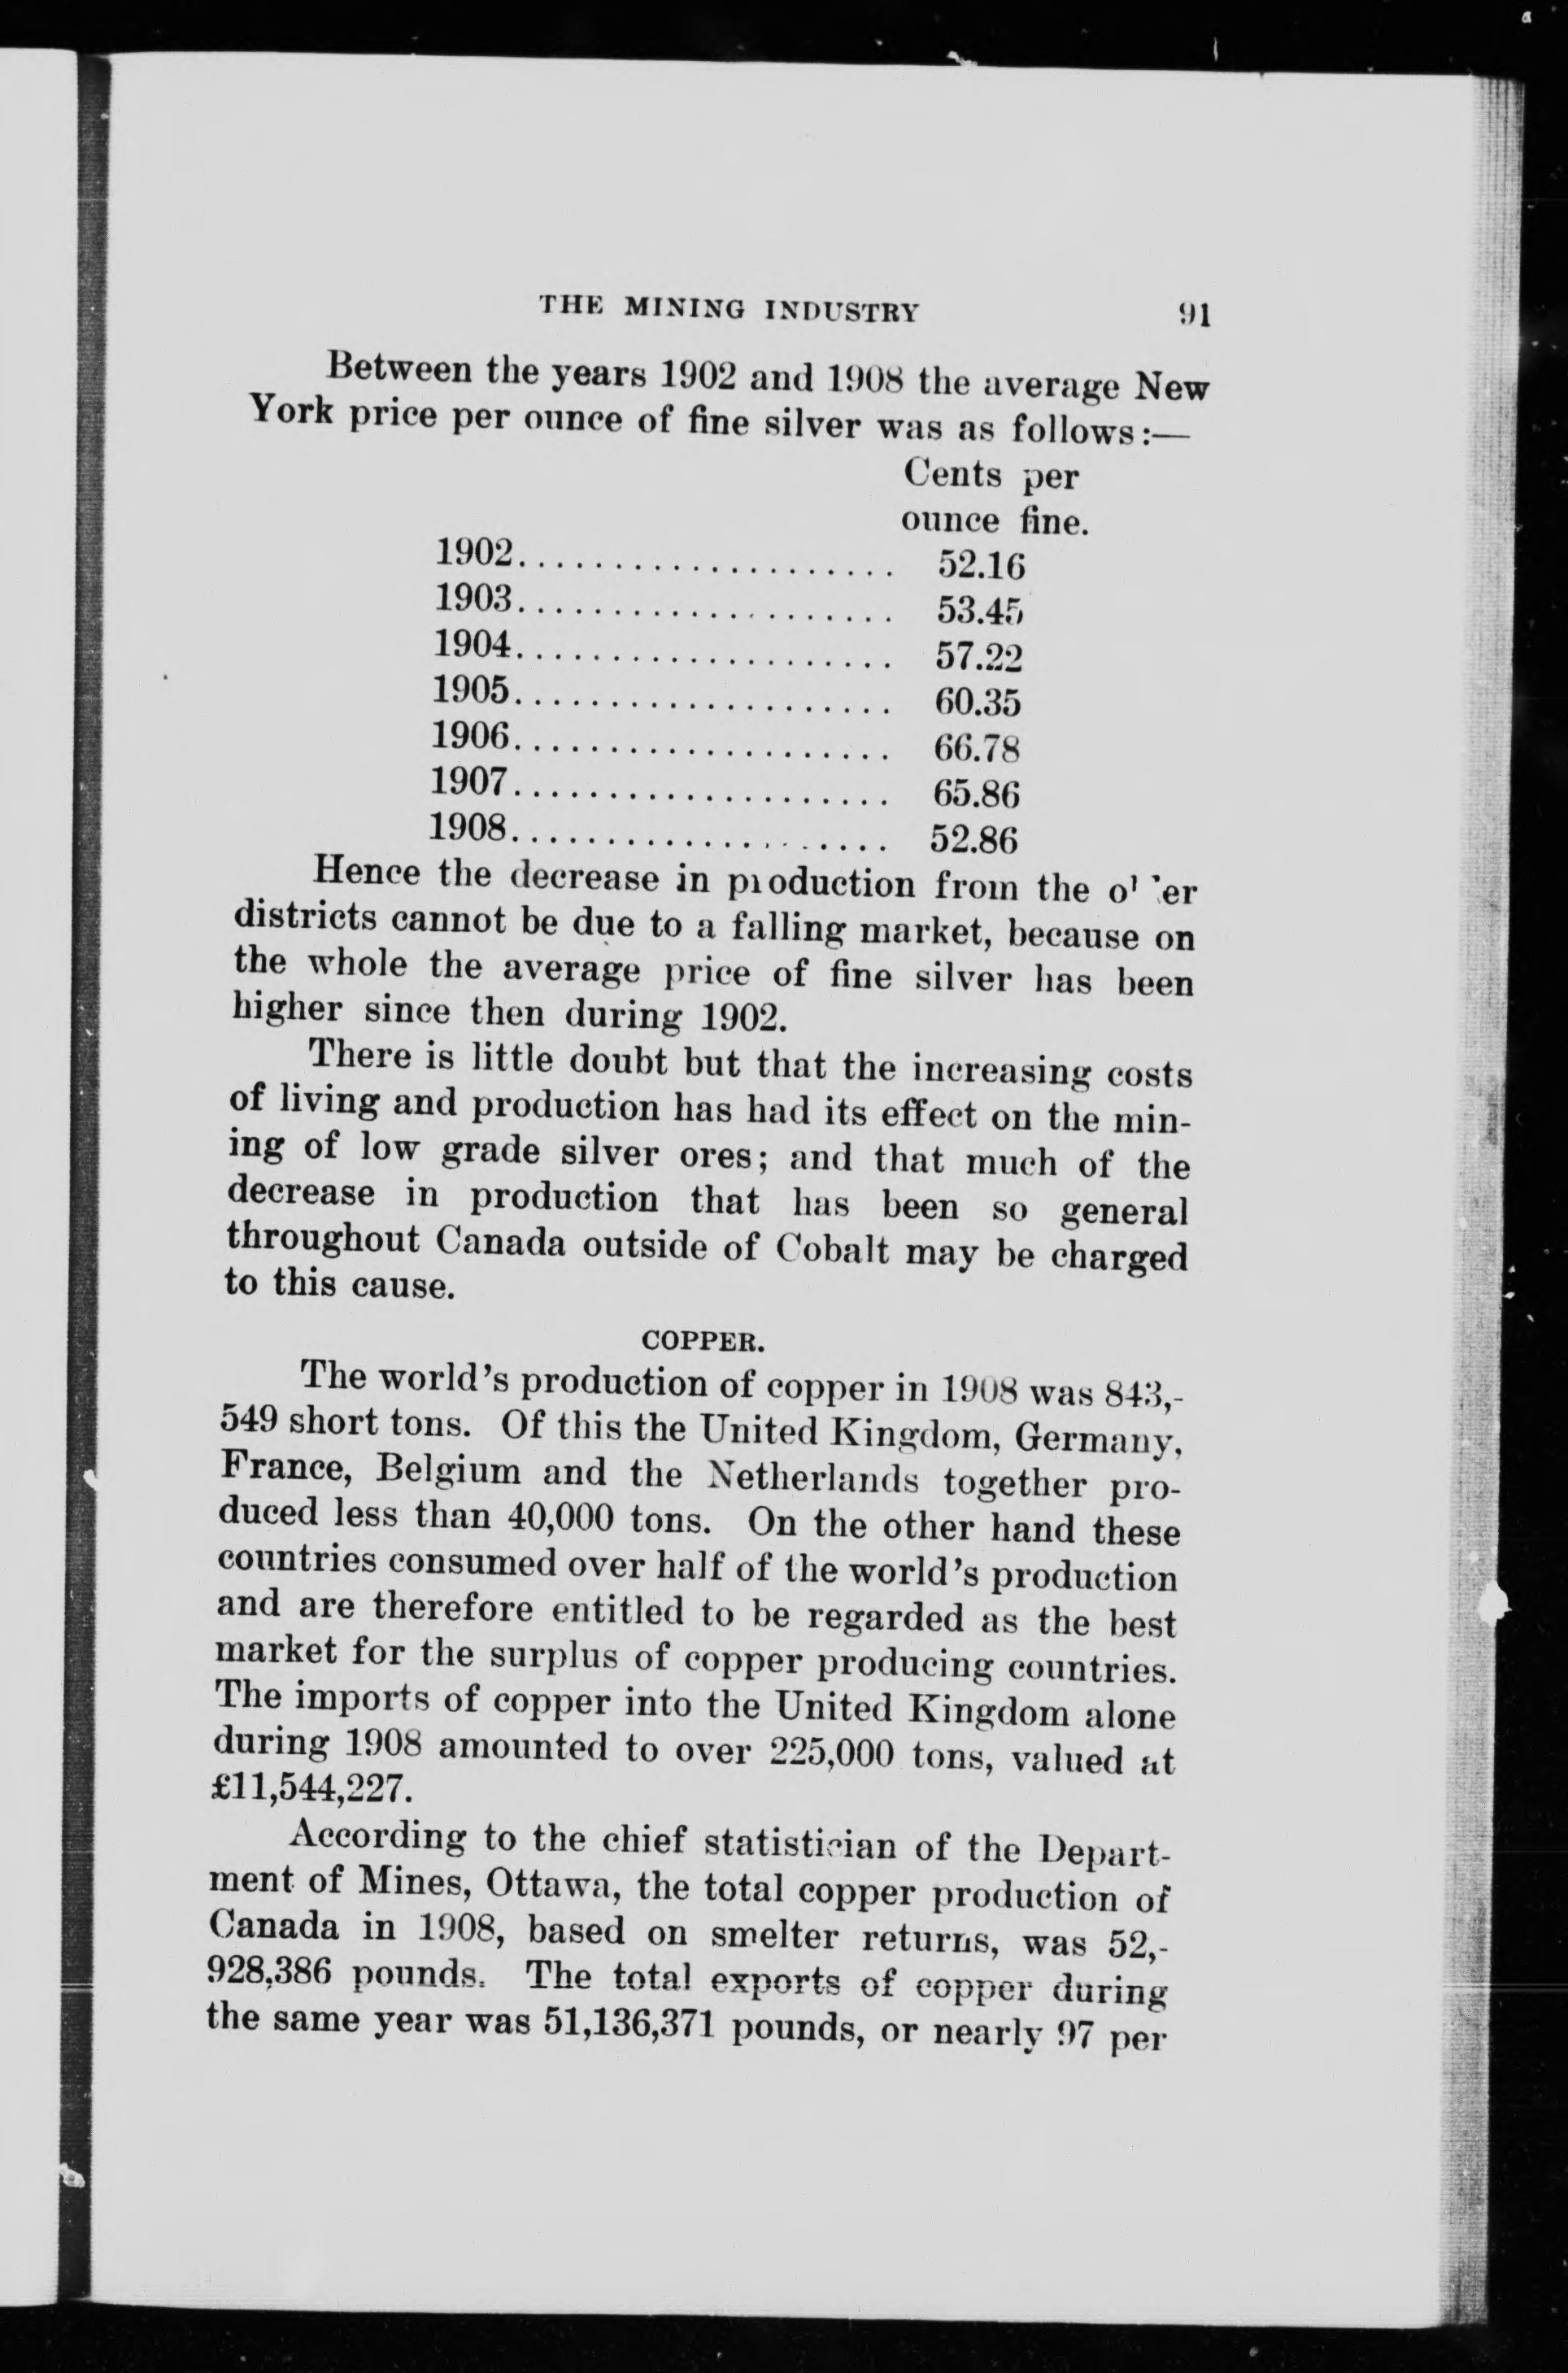 THE MINING INDUSTRY 91
Between the years 1902 and 1908 the average New
York price per ounce of fine silver was as follows:—
Cents per
ounce fine.
1902.................... 52.16
1903.................... 53.45
1904.................... 57.22
1905.................... 60.35
1906.................... 66.78
1907.................... 65.86
1908.................... 52.86
Hence the decrease in production from the
districts cannot be due to a falling market, because on
the whole the average price of fine silver has been
higher since then during 1902.
There is little doubt but that the increasing costs
of living and production has had its effect on the min-
ing of low grade silver ores; and that much of the
decrease in production that has been so general
throughout Canada outside of Cobalt may be charged
to this cause.
COPPER.
The world's production of copper in 1908 was 843,-
549 short tons. Of this the United Kingdom, Germany,
France, Belgium and the Netherlands together pro-
duced less than 40,000 tons. On the other hand these
countries consumed over half of the world's production
and are therefore entitled to be regarded as the best
market for the surplus of copper producing countries.
The imports of copper into the United Kingdom alone
during 1908 amounted to over 225,000 tons, valued at
£11,544,227.
According to the chief statistician of the Depart-
ment of Mines, Ottawa, the total copper production of
Canada in 1908, based on smelter returns, was 52,-
928,386 pounds. The total exports of copper during
the same year was 51,136,371 pounds, or nearly 97 per